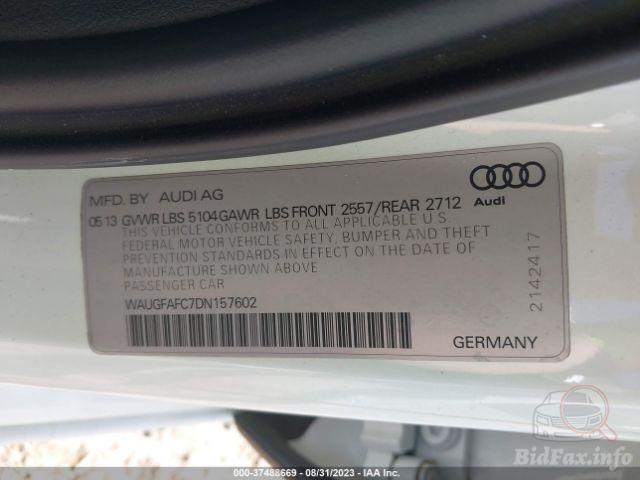 MFD. BY AUDI AG
05 13 GVWR LBS 5104 GAWR LBS FRONT 2557/REAR 2712
THIS VEHICLE CONFORMS TO ALL APPLICABLE U S
FEDERAL MOTOR VEHICLE SAFETY, BUMPER AND THEFT
PREVENTION STANDARDS IN EFFECT ON THE DATE OF
MANUFACTURE SHOWN ABOVE
PASSENGER CAR
WAUGFAFC7DN157602
Audi
2142417
GERMANY
BidFax.info
000-37488669 - 08/31/2023 - IAA Inc.